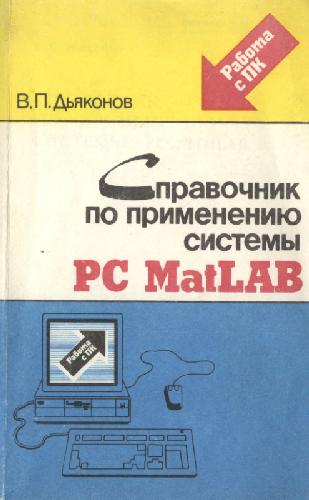 Работа
с ПК
В.П. Дьяконов
Справочник
по применению
системы
PC MatLAB
Работа
с ПК